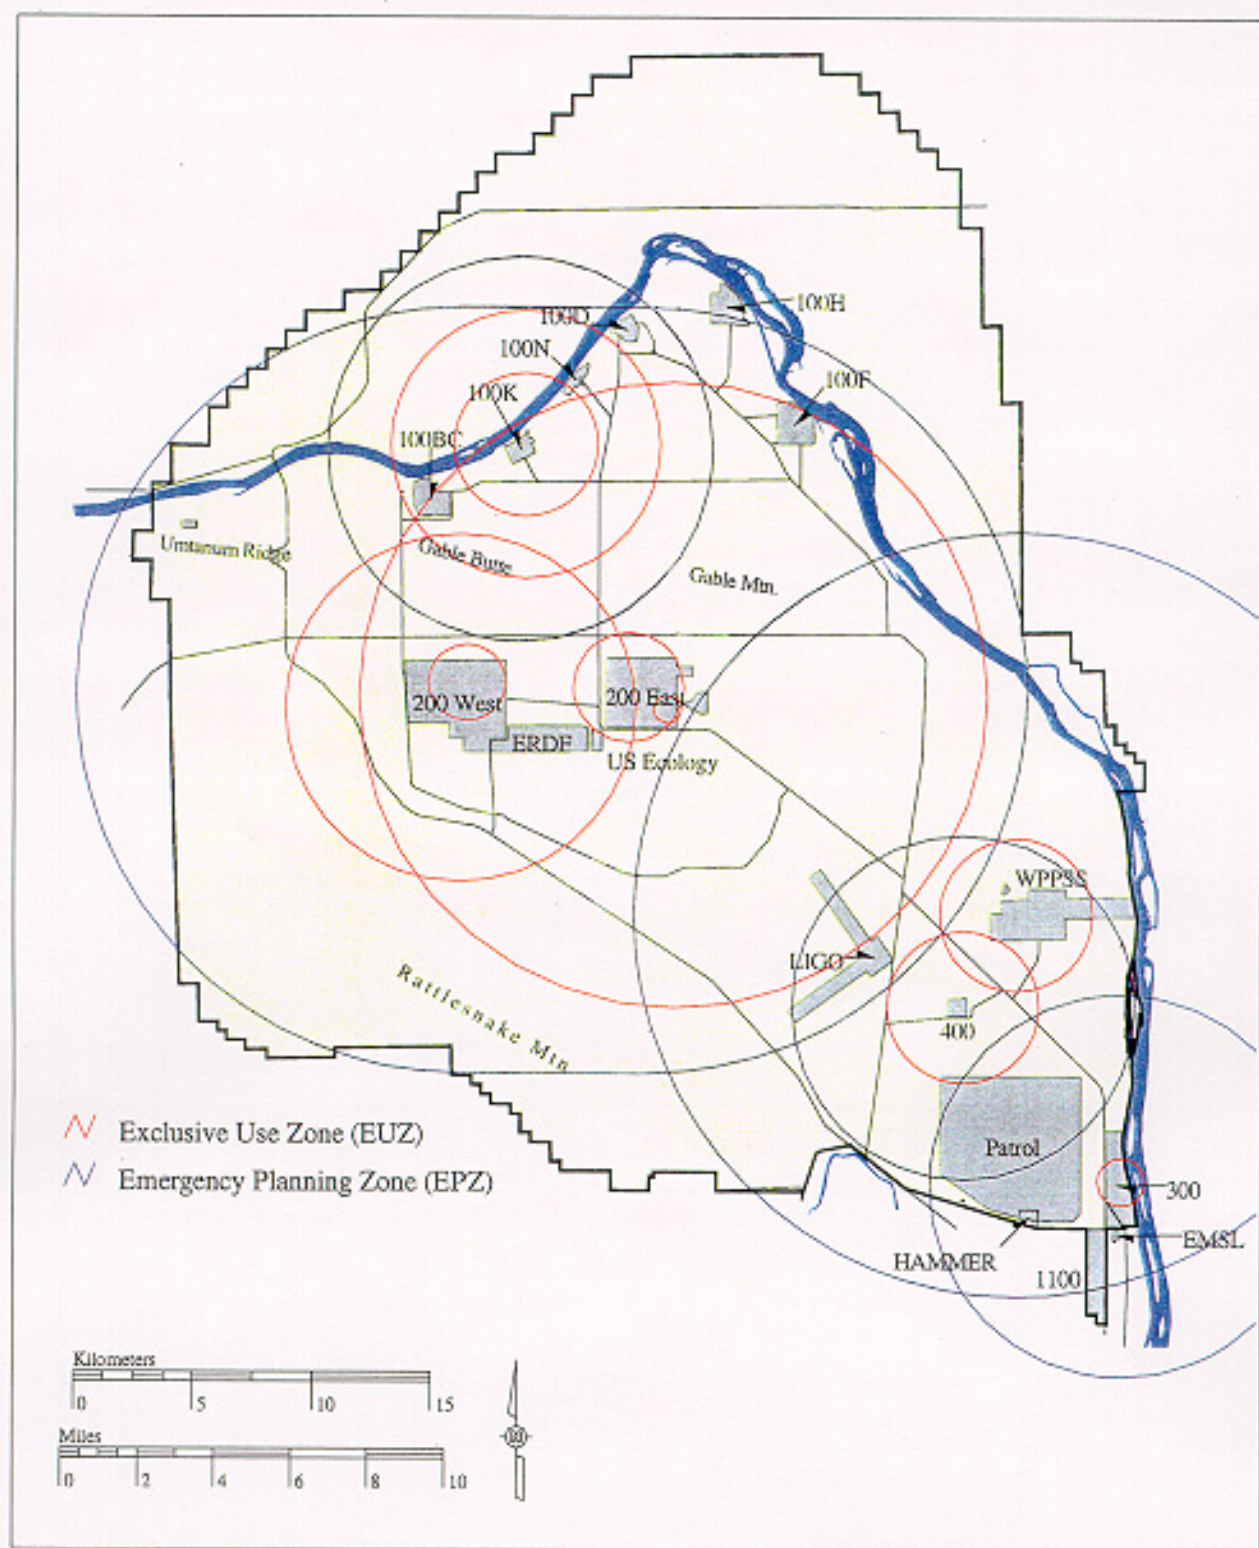 100H
100D
100N
100F
100K
100BC
Umtanum Ridge
Gable Butte
Gable Mtn.
200 West
200 East
ERDF
US Ecology
WPPSS
LIGO
Rattlesnake Mtn
400
Exclusive Use Zone (EUZ)
Patrol
Emergency Planning Zone (EPZ)
300
EMSL
HAMMER
1100
Kilometers
0 5 10 15
Miles
0 2 4 6 8 10